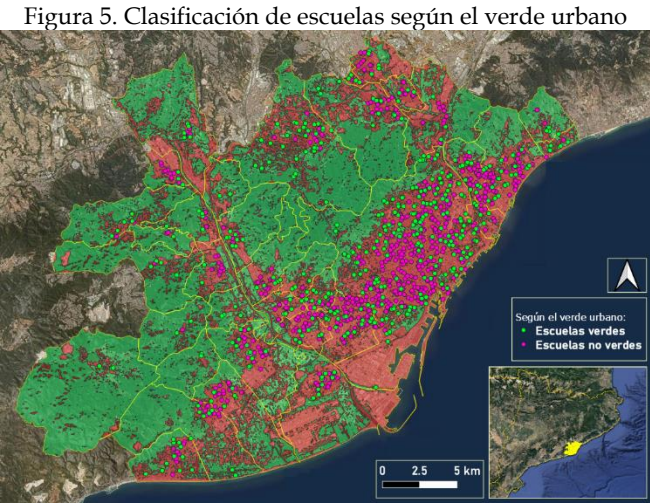 Figura 5. Clasificación de escuelas según el verde urbano
Según el verde urbano:
Escuelas verdes
Escuelas no verdes
0 2.5 5 km